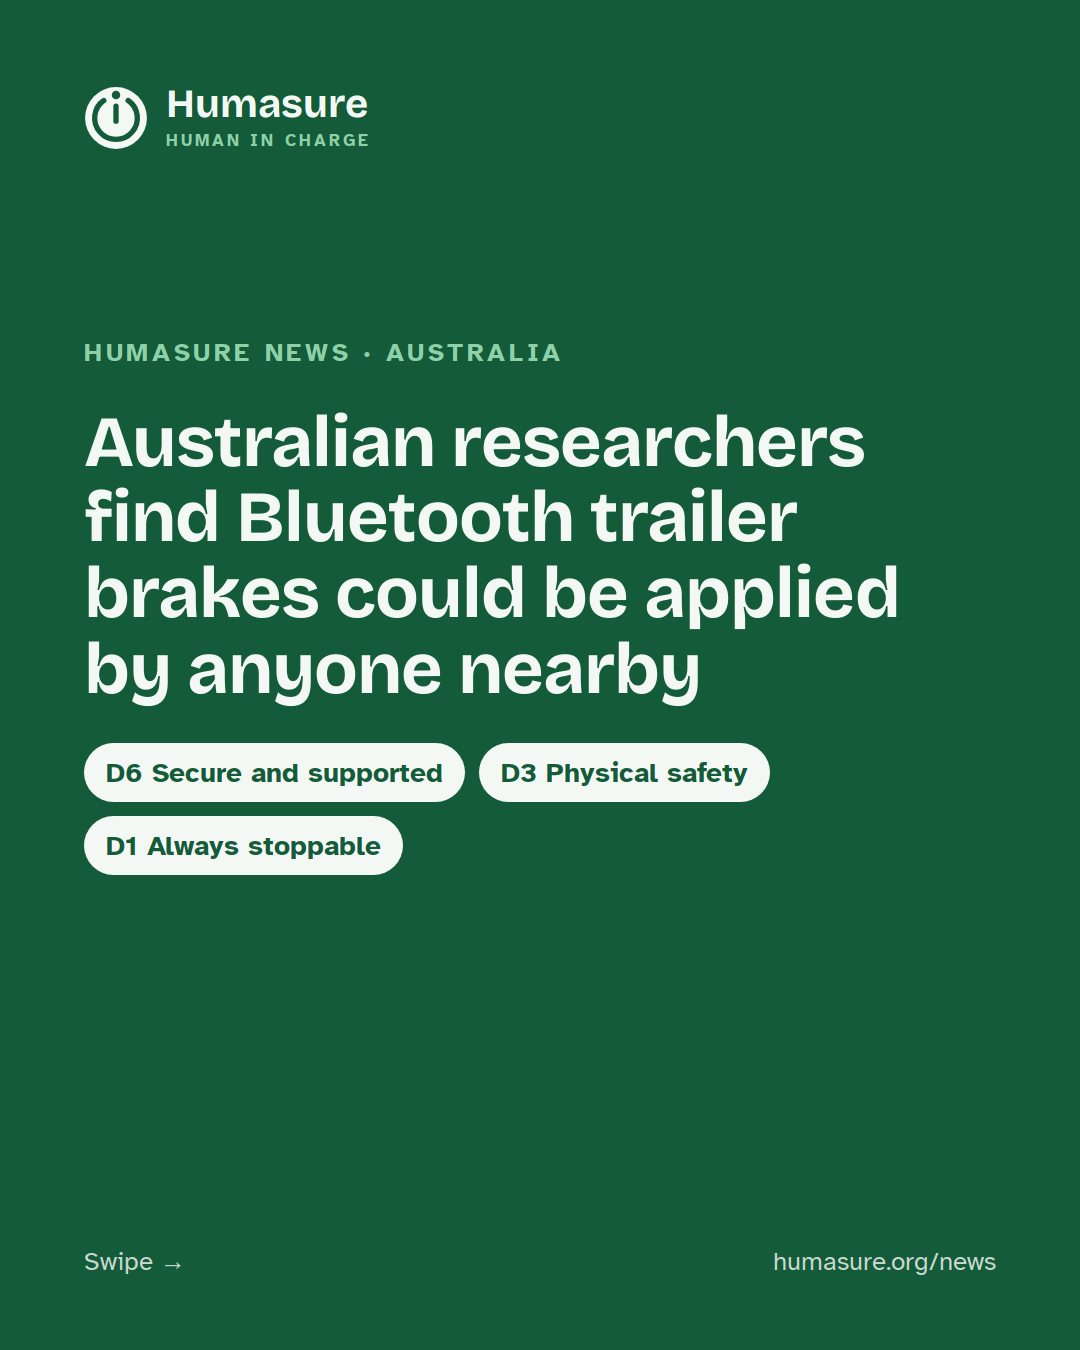 Humasure
HUMAN IN CHARGE
HUMASURE NEWS · AUSTRALIA
Australian researchers
find Bluetooth trailer
brakes could be applied
by anyone nearby
D6 Secure and supported
D3 Physical safety
D1 Always stoppable
Swipe →
humasure.org/news